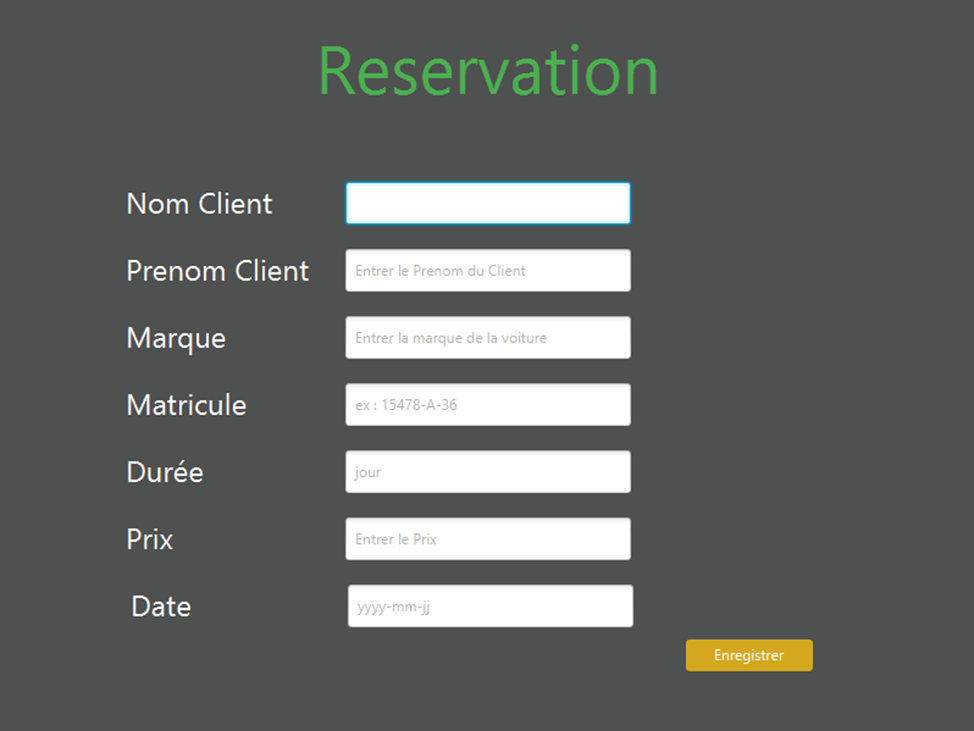 Reservation
Nom Client
Prenom Client Entrer le Prenom du Client
Marque Entrer la marque de la voiture
Matricule ex : 15478-A-36
Durée jour
Prix Entrer le Prix
Date yyyy-mm-jj
Enregistrer